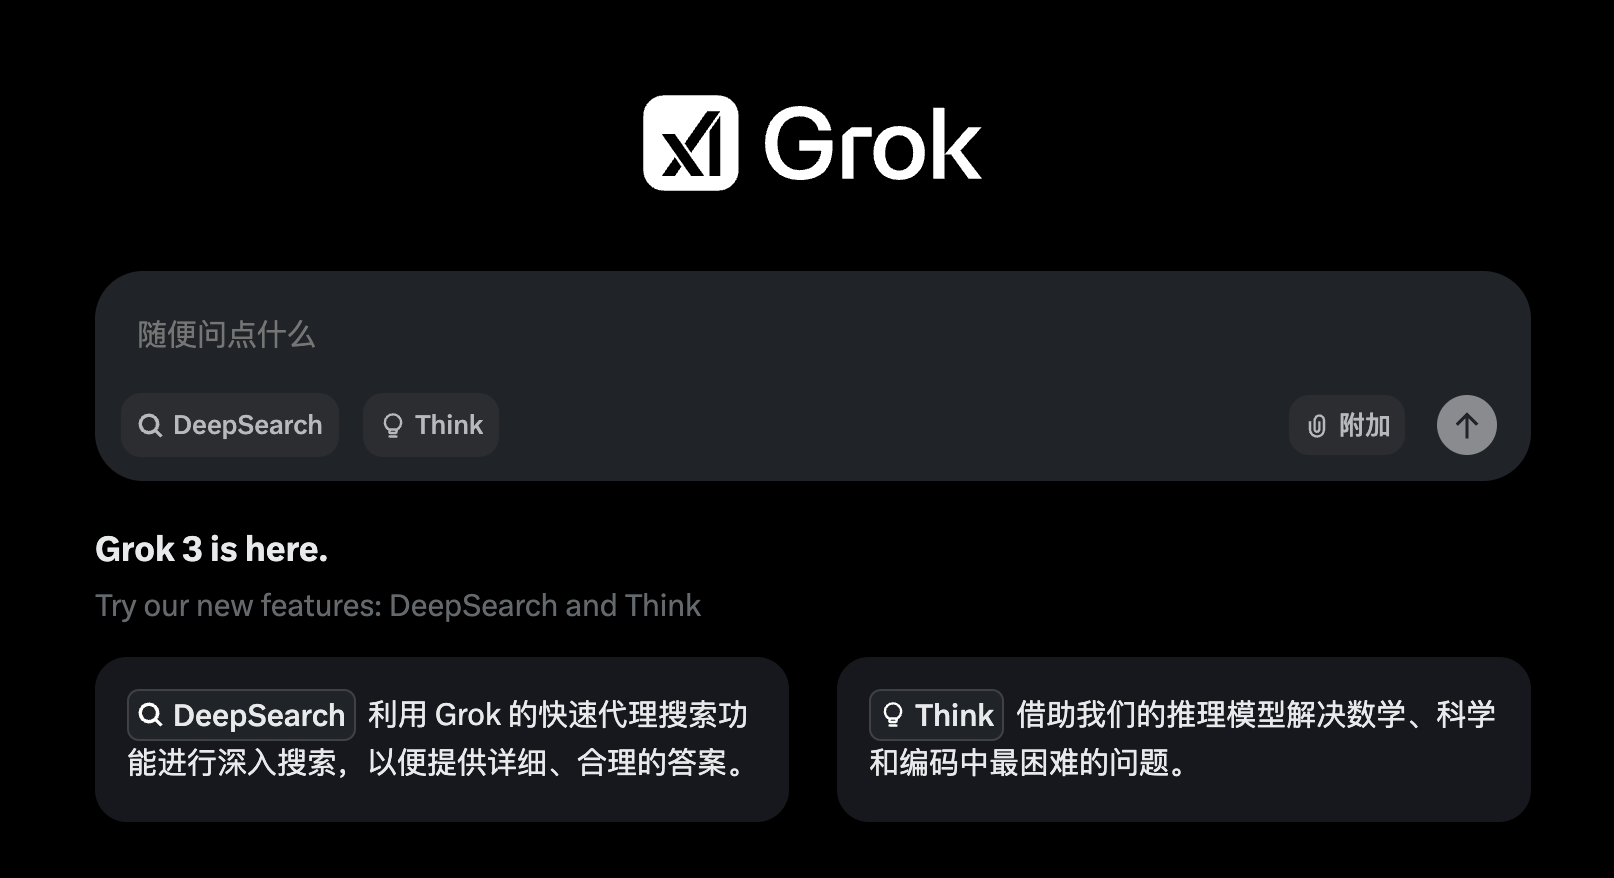 xI Grok
随便问点什么
DeepSearch Think 附加
Grok 3 is here.
Try our new features: DeepSearch and Think
DeepSearch 利用 Grok 的快速代理搜索功
能进行深入搜索，以便提供详细、合理的答案。
Think 借助我们的推理模型解决数学、科学
和编码中最困难的问题。